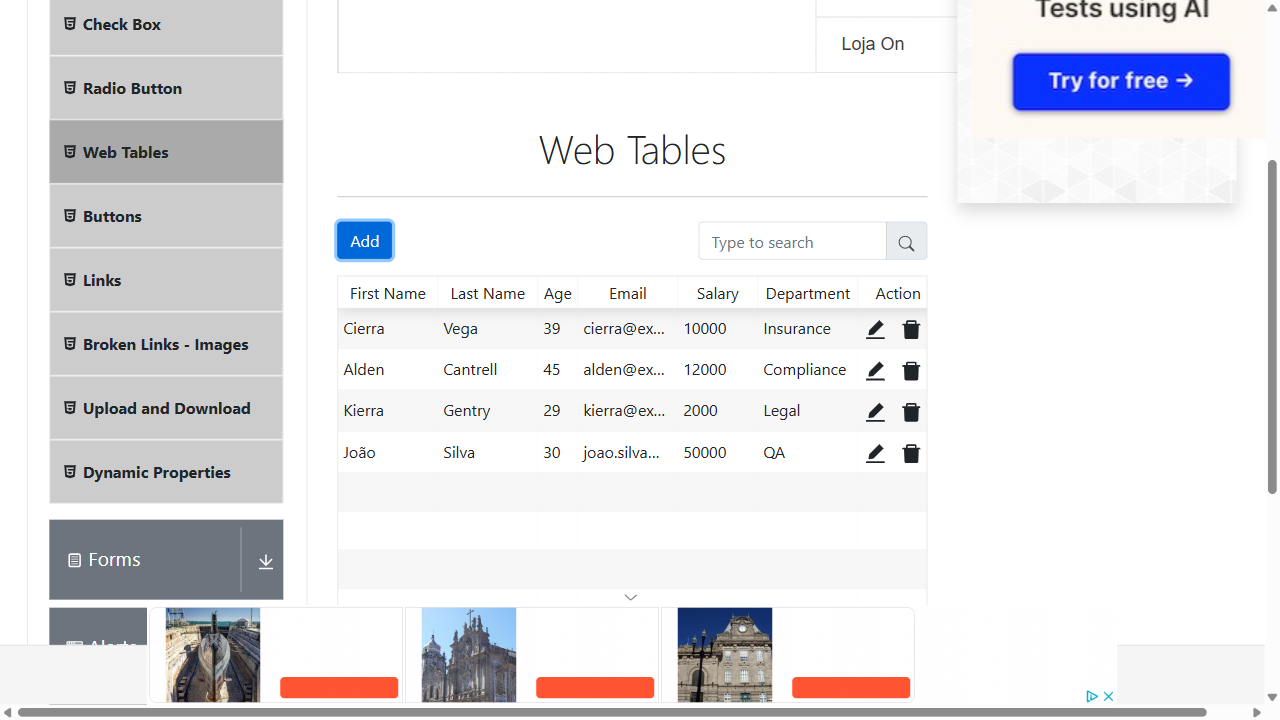 Check Box
Radio Button
Web Tables
Buttons
Links
Broken Links - Images
Upload and Download
Dynamic Properties
Forms
Loja On
Tests using AI
Try for free →
Web Tables
Add
Type to search
First Name Last Name Age Email Salary Department Action
Cierra Vega 39 cierra@ex... 10000 Insurance
Alden Cantrell 45 alden@ex... 12000 Compliance
Kierra Gentry 29 kierra@ex... 2000 Legal
João Silva 30 joao.silva... 50000 QA